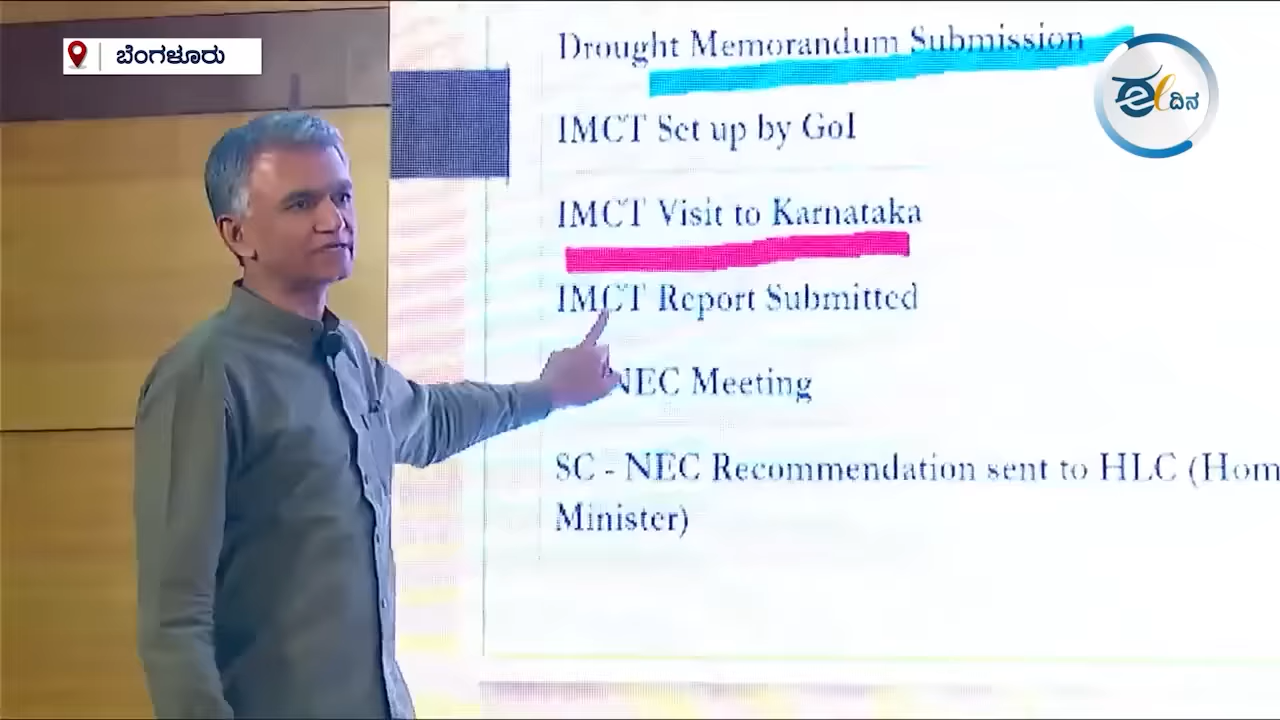 ಬೆಂಗಳೂರು
Drought Memorandum Submission
eಲ ದಿನ
IMCT Set up by GoI
IMCT Visit to Karnataka
IMCT Report Submitted
NEC Meeting
SC - NEC Recommendation sent to HLC (Hom
Minister)